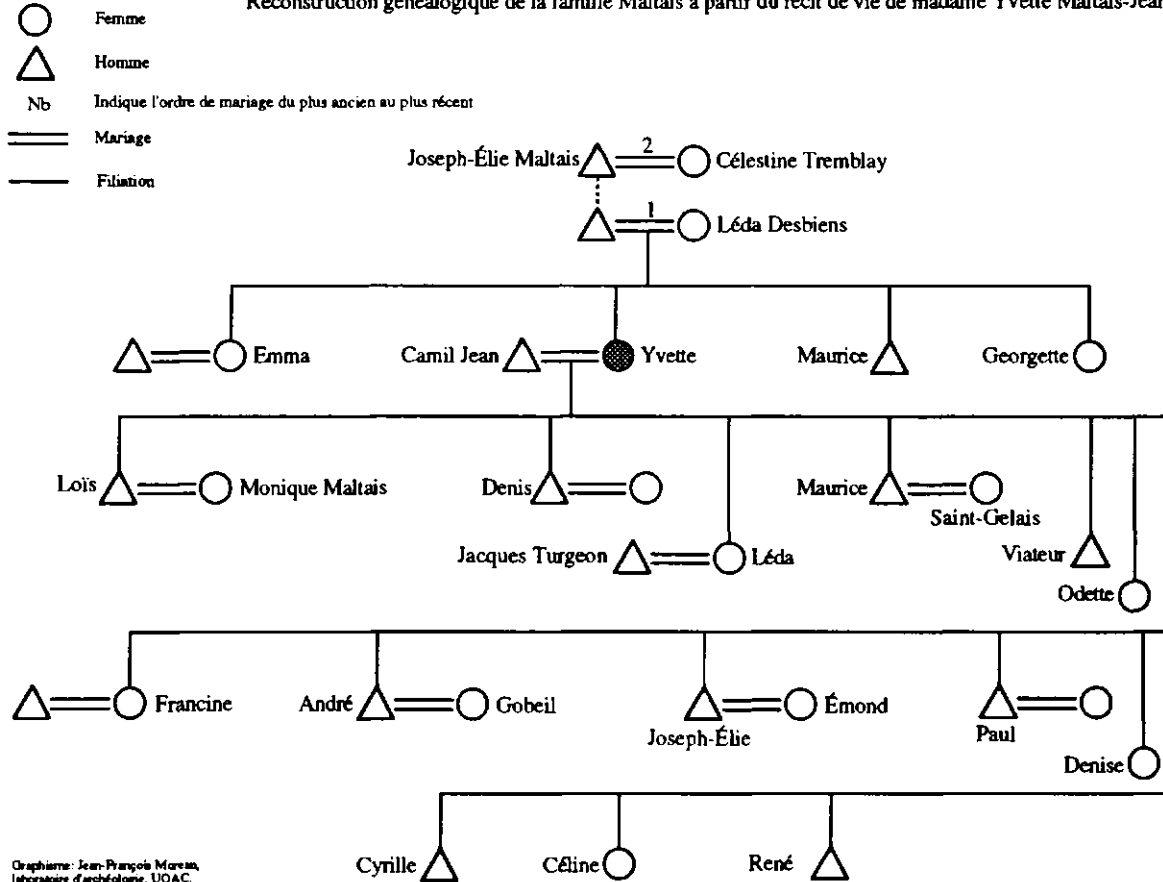 Reconstruction généalogique de la famille Maltais à partir du récit de vie de madame Yvette Maltais-Jean
Femme
Homme
Nb Indique l'ordre de mariage du plus ancien au plus récent
Mariage
Filiation
Joseph-Élie Maltais 2 Célestine Tremblay
1 Léda Desbiens
Emma Camil Jean Yvette Maurice Georgette
Loïs Monique Maltais Denis Maurice
Saint-Gelais
Jacques Turgeon Léda Viateur
Odette
Francine André Gobeil Émond
Joseph-Élie Paul
Denise
Cyrille Céline René
Graphisme: Jean-François Moreau,
laboratoire d'archéologie, UQAC.